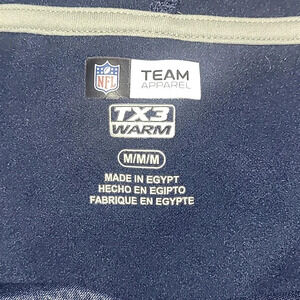 NFL
TEAM
APPAREL
TX3
WARM
M/M/M
MADE IN EGYPT
HECHO EN EGIPTO
FABRIQUE EN EGYPTE